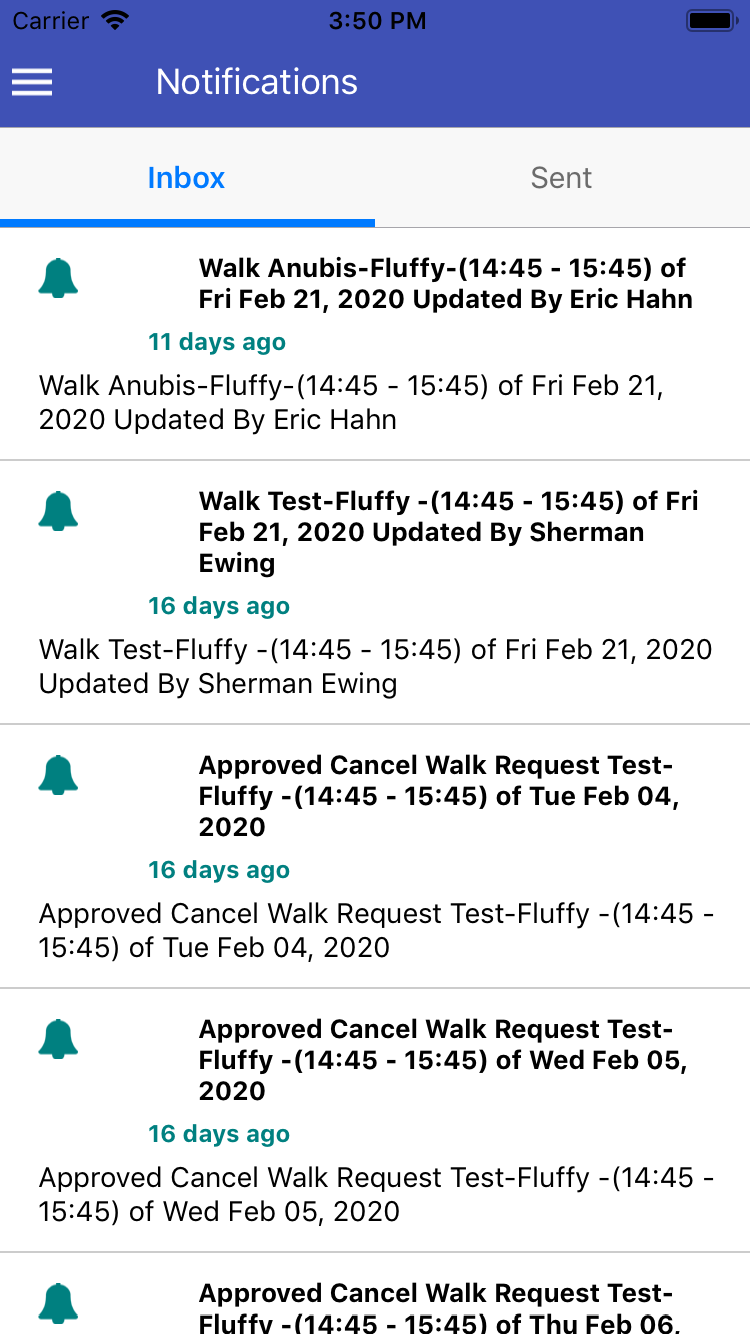 Carrier 3:50 PM
Notifications
Inbox Sent
Walk Anubis-Fluffy-(14:45 - 15:45) of
Fri Feb 21, 2020 Updated By Eric Hahn
11 days ago
Walk Anubis-Fluffy-(14:45 - 15:45) of Fri Feb 21,
2020 Updated By Eric Hahn
Walk Test-Fluffy -(14:45 - 15:45) of Fri
Feb 21, 2020 Updated By Sherman
Ewing
16 days ago
Walk Test-Fluffy -(14:45 - 15:45) of Fri Feb 21, 2020
Updated By Sherman Ewing
Approved Cancel Walk Request Test-
Fluffy -(14:45 - 15:45) of Tue Feb 04,
2020
16 days ago
Approved Cancel Walk Request Test-Fluffy -(14:45 -
15:45) of Tue Feb 04, 2020
Approved Cancel Walk Request Test-
Fluffy -(14:45 - 15:45) of Wed Feb 05,
2020
16 days ago
Approved Cancel Walk Request Test-Fluffy -(14:45 -
15:45) of Wed Feb 05, 2020
Approved Cancel Walk Request Test-
Fluffy -(14:45 - 15:45) of Thu Feb 06,